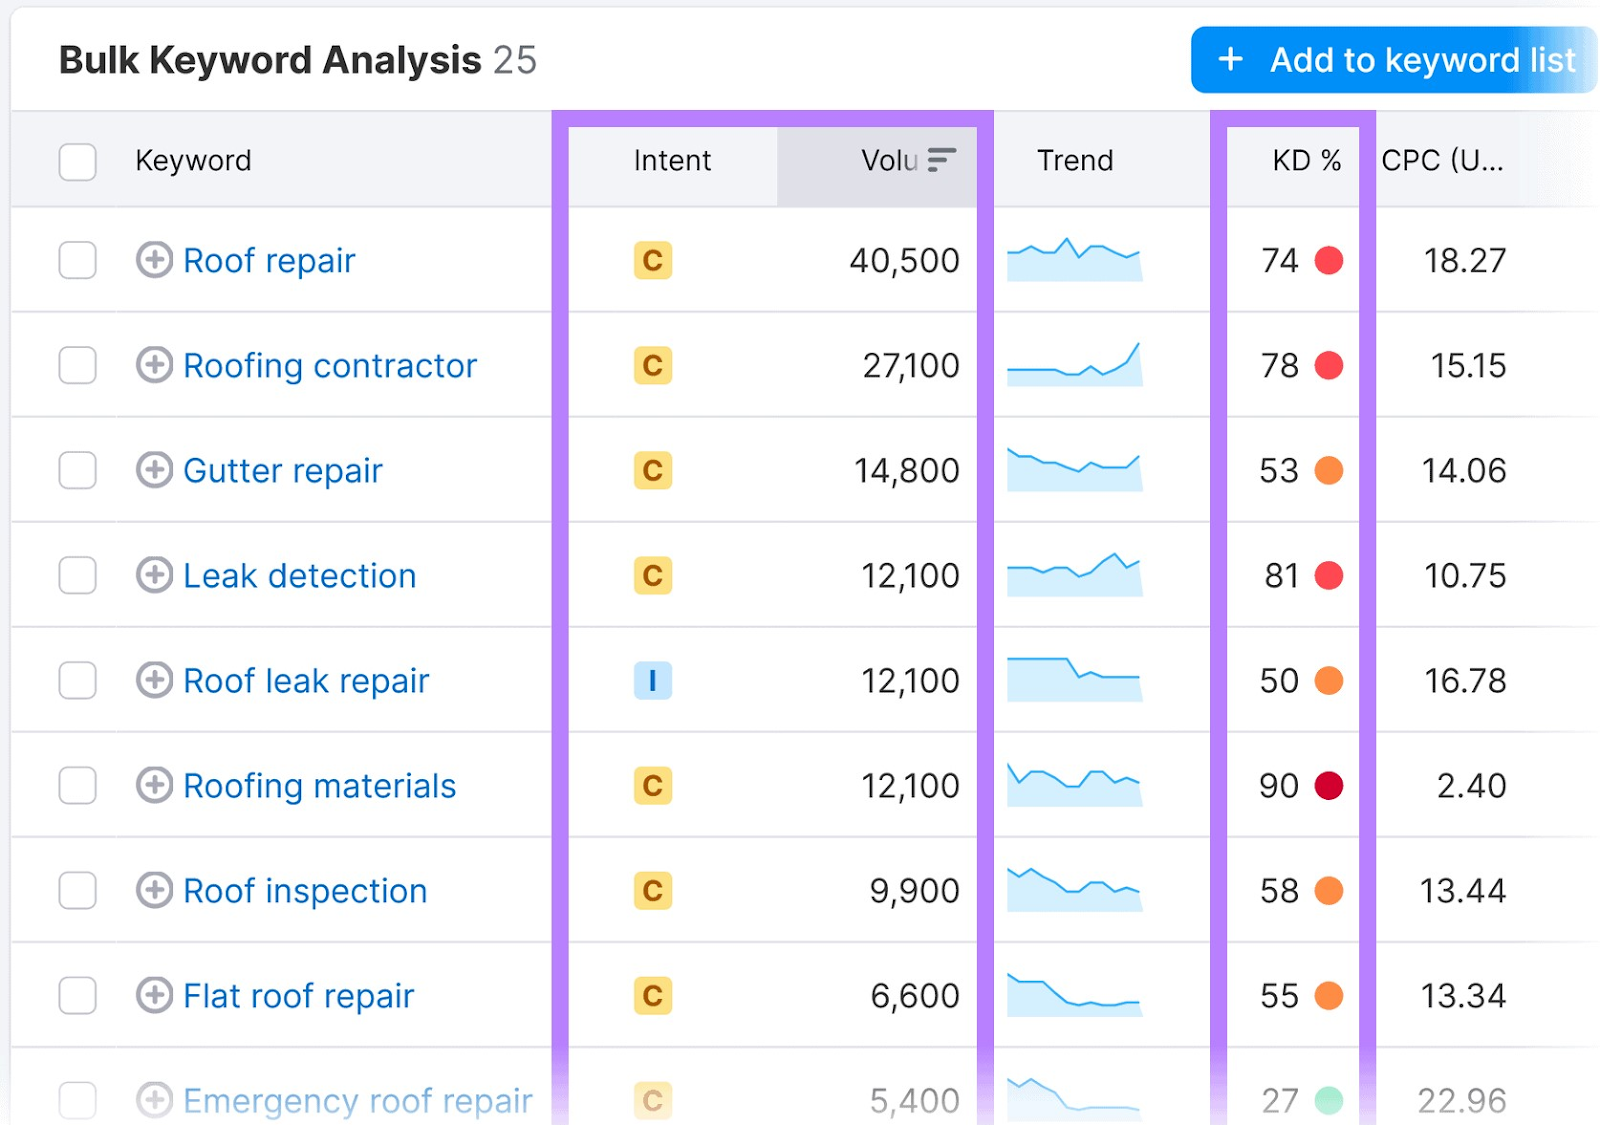 Bulk Keyword Analysis 25
+ Add to keyword list
Keyword Intent Volu Trend KD % CPC (U...
Roof repair C 40,500 74 18.27
Roofing contractor C 27,100 78 15.15
Gutter repair C 14,800 53 14.06
Leak detection C 12,100 81 10.75
Roof leak repair I 12,100 50 16.78
Roofing materials C 12,100 90 2.40
Roof inspection C 9,900 58 13.44
Flat roof repair C 6,600 55 13.34
Emergency roof repair C 5,400 27 22.96